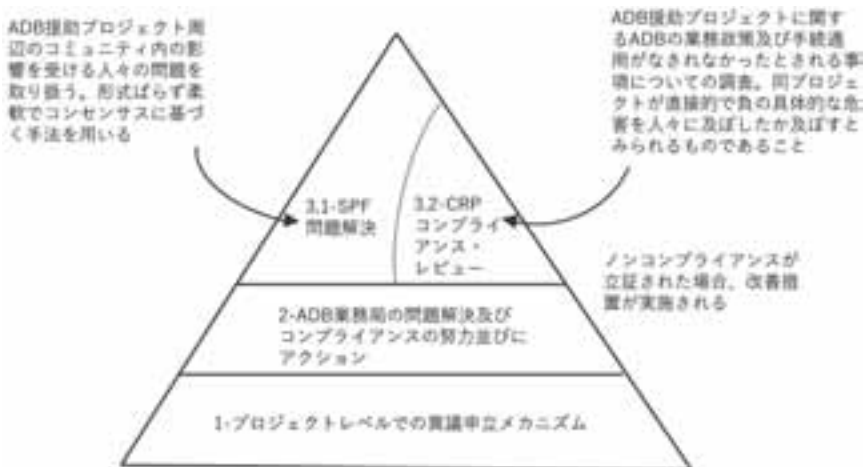 ADB援助プロジェクト周
辺のコミュニティ内の影
響を受ける人々の問題を
取り扱う。形式ばらず柔
軟でコンセンサスに基づ
く手法を用いる
ADB援助プロジェクトに関す
るADBの業務政策及び手続適
用がなされなかったとされる事
項についての調査。同プロジェ
クトが直接的で負の具体的な危
害を人々に及ぼしたか及ぼすと
みられるものであること
3.1-SPF
問題解決
3.2-CRP
コンプライ
アンス・
レビュー
ノンコンプライアンスが
立証された場合、改善措
置が実施される
2-ADB業務局の問題解決及び
コンプライアンスの努力並びに
アクション
1-プロジェクトレベルでの異議申立メカニズム